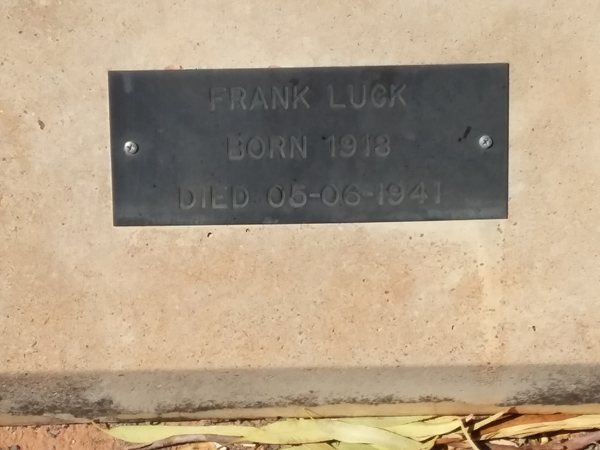 FRANK LUCK
BORN 1918
DIED 05-06-1941